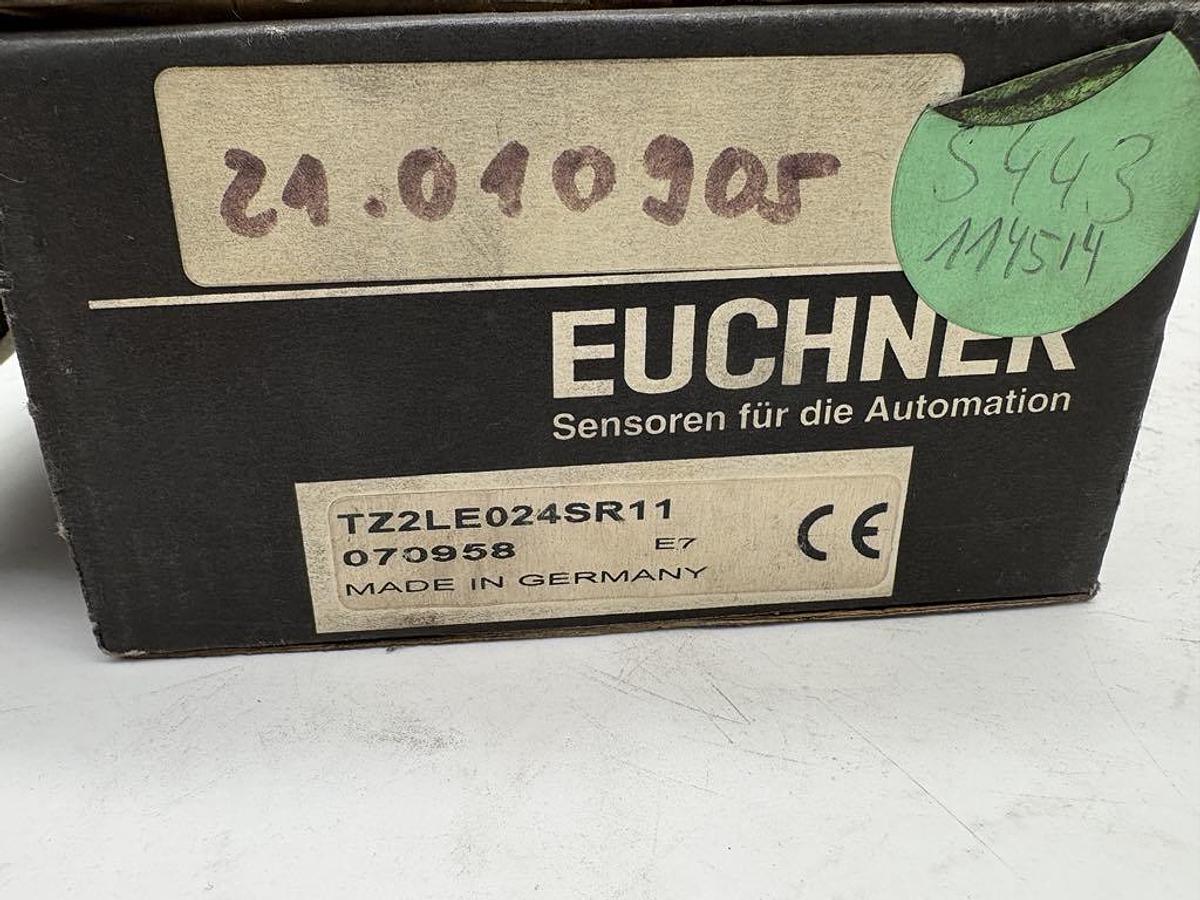 21.010905
S443
114514
EUCHNER
Sensoren für die Automation
TZ2LE024SR11
070958 E7 CE
MADE IN GERMANY